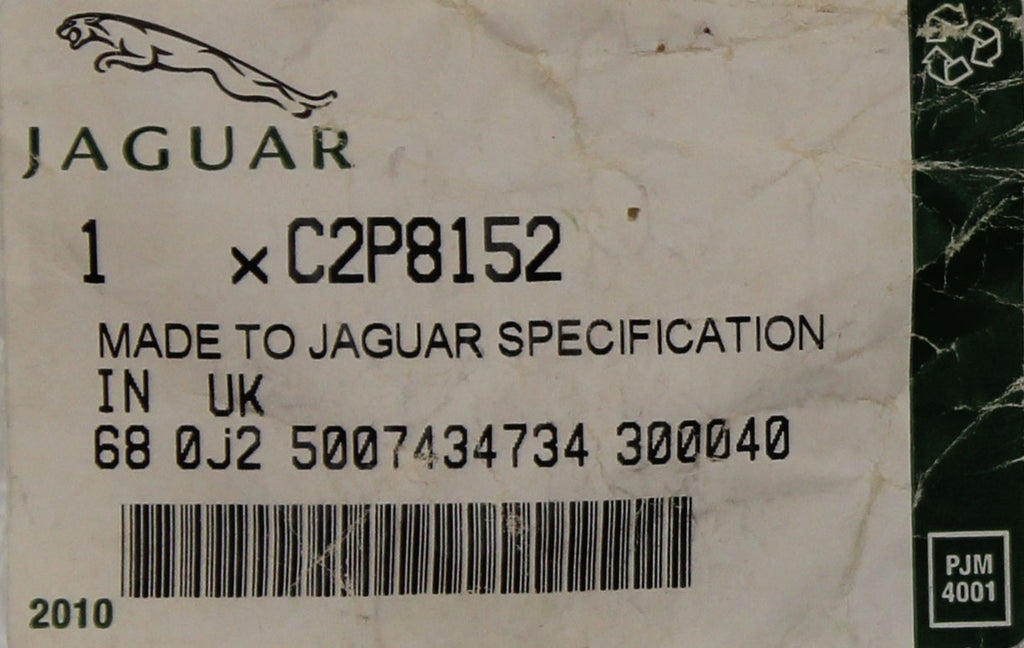 JAGUAR
1 x C2P8152
MADE TO JAGUAR SPECIFICATION
IN UK
68 0J2 5007434734 300040
2010
PJM
4001